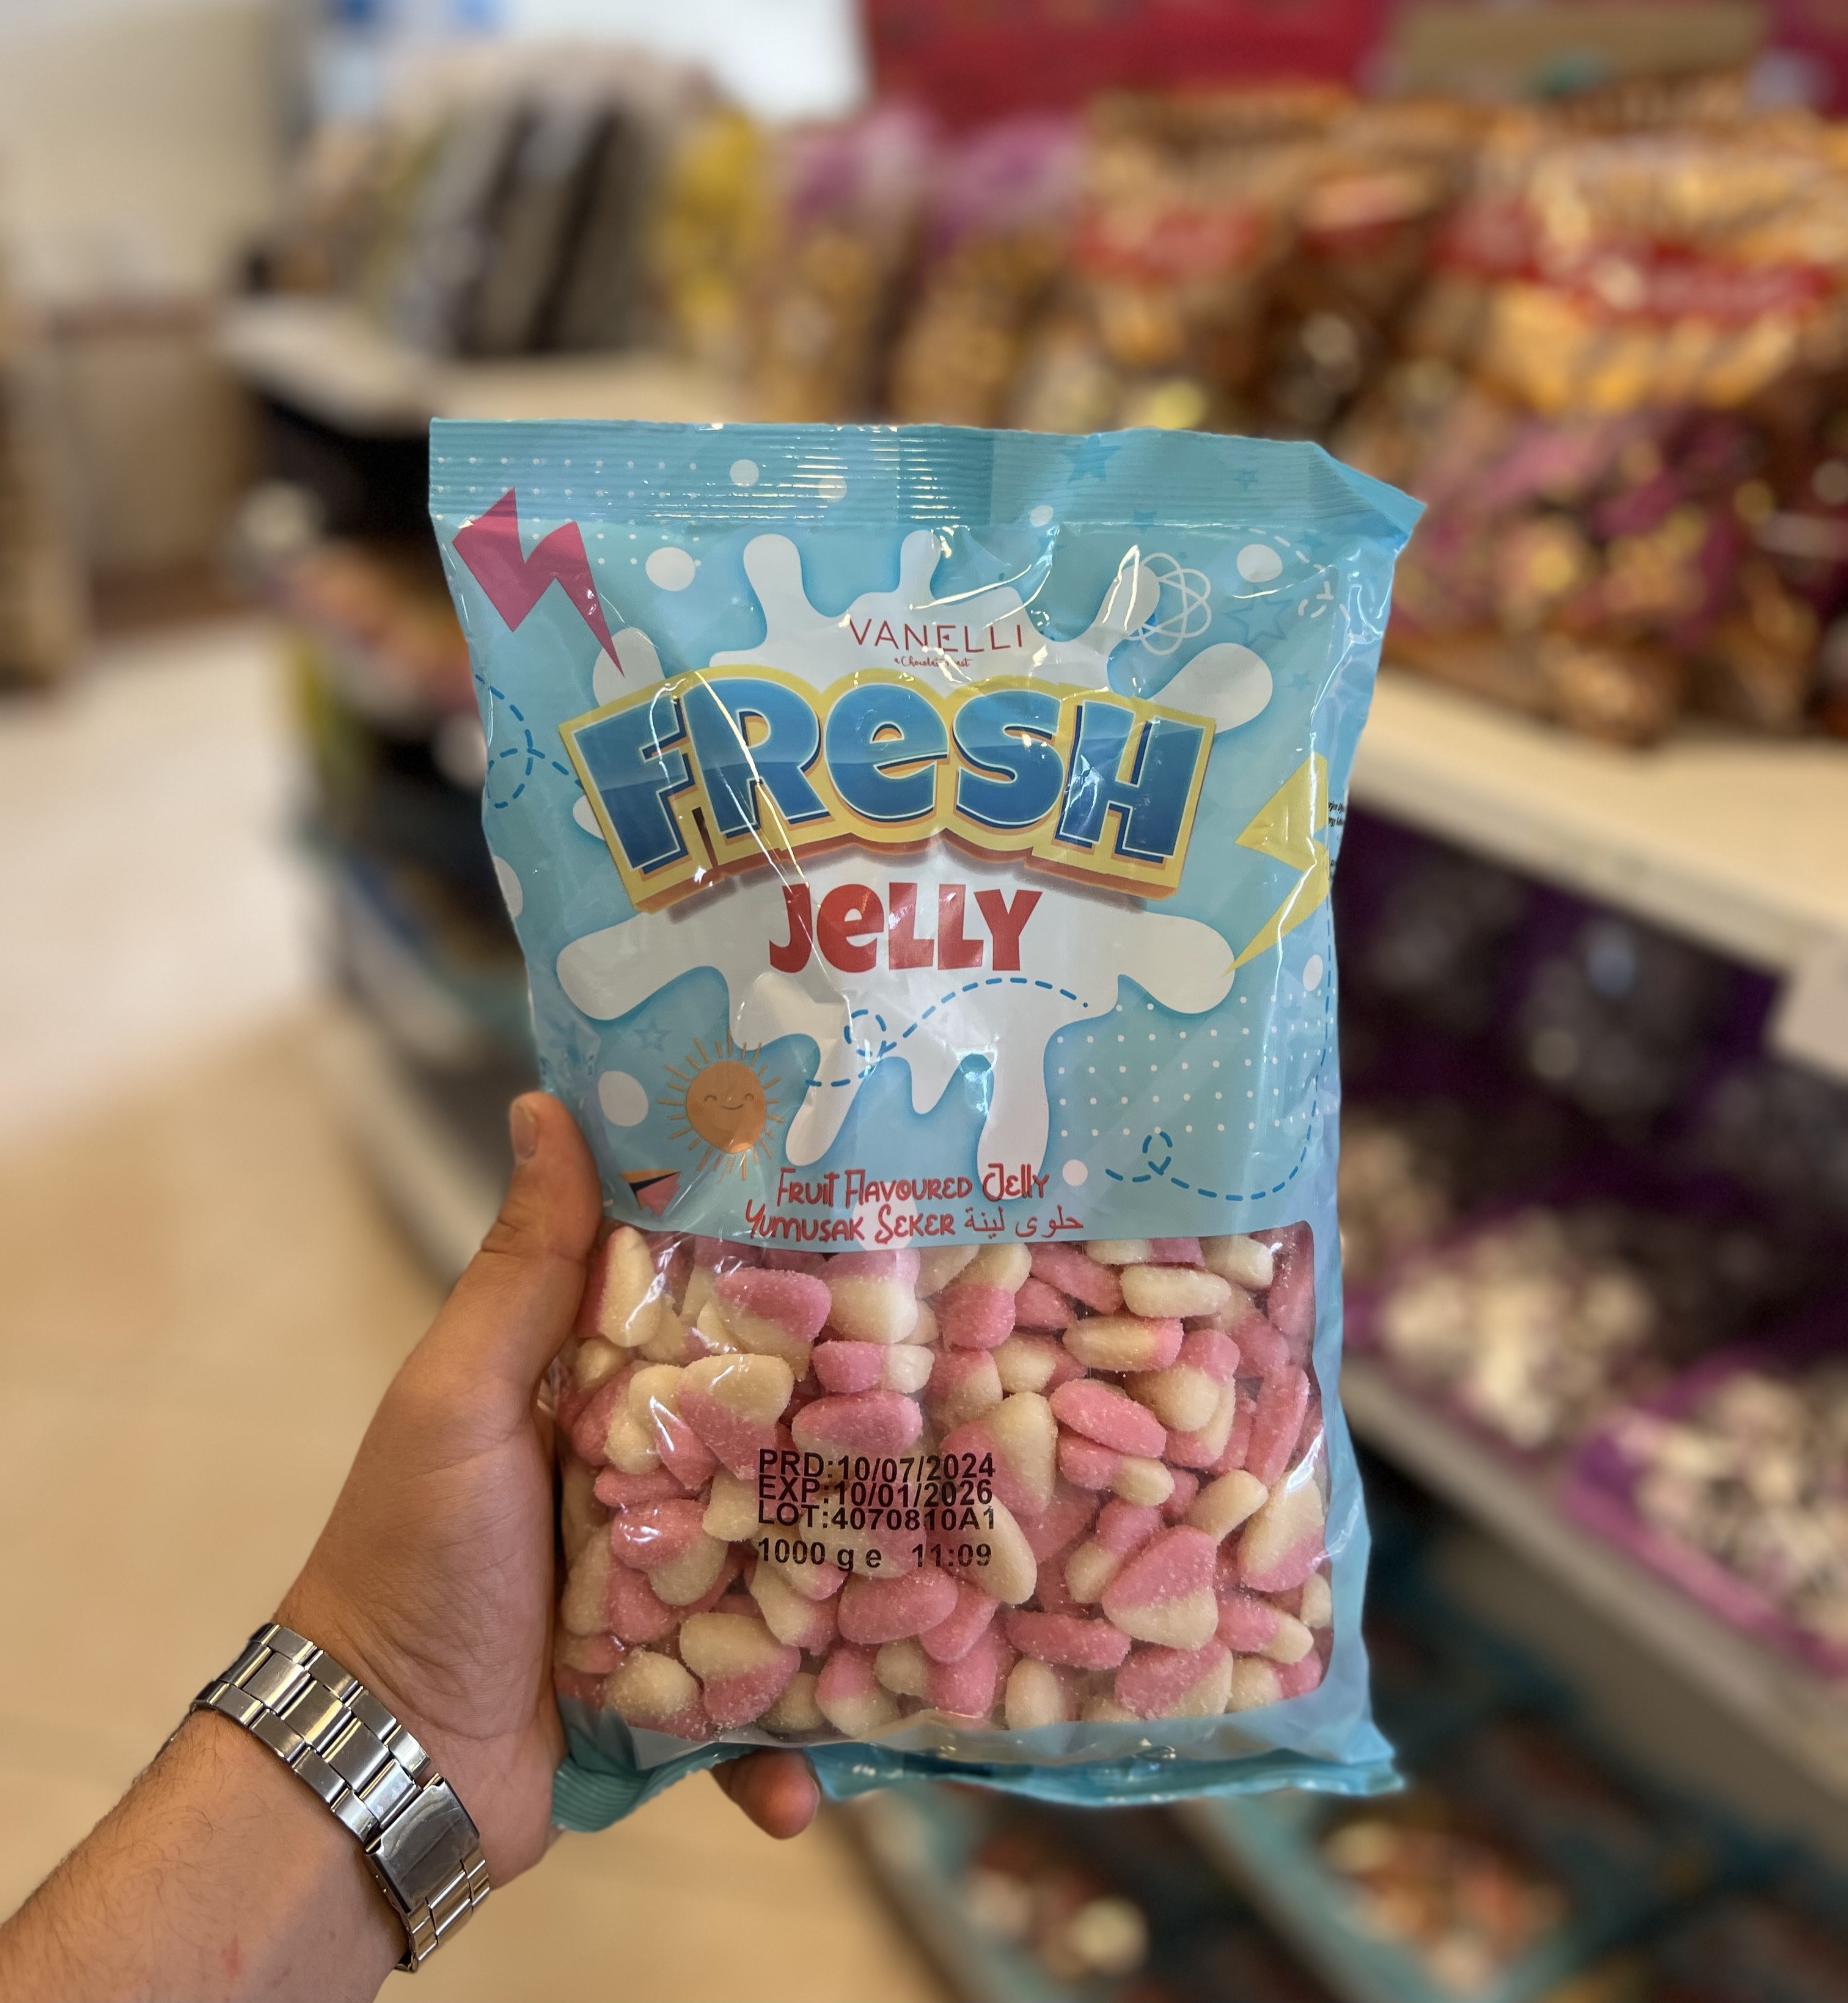 VANELLI
FRESH
JELLY
FRUIT FLAVOURED JELLY
YUMUSAK ŞEKER حلوى لينة
PRD:10/07/2024
EXP:10/01/2026
LOT:4070810A1
1000 g e 11:09